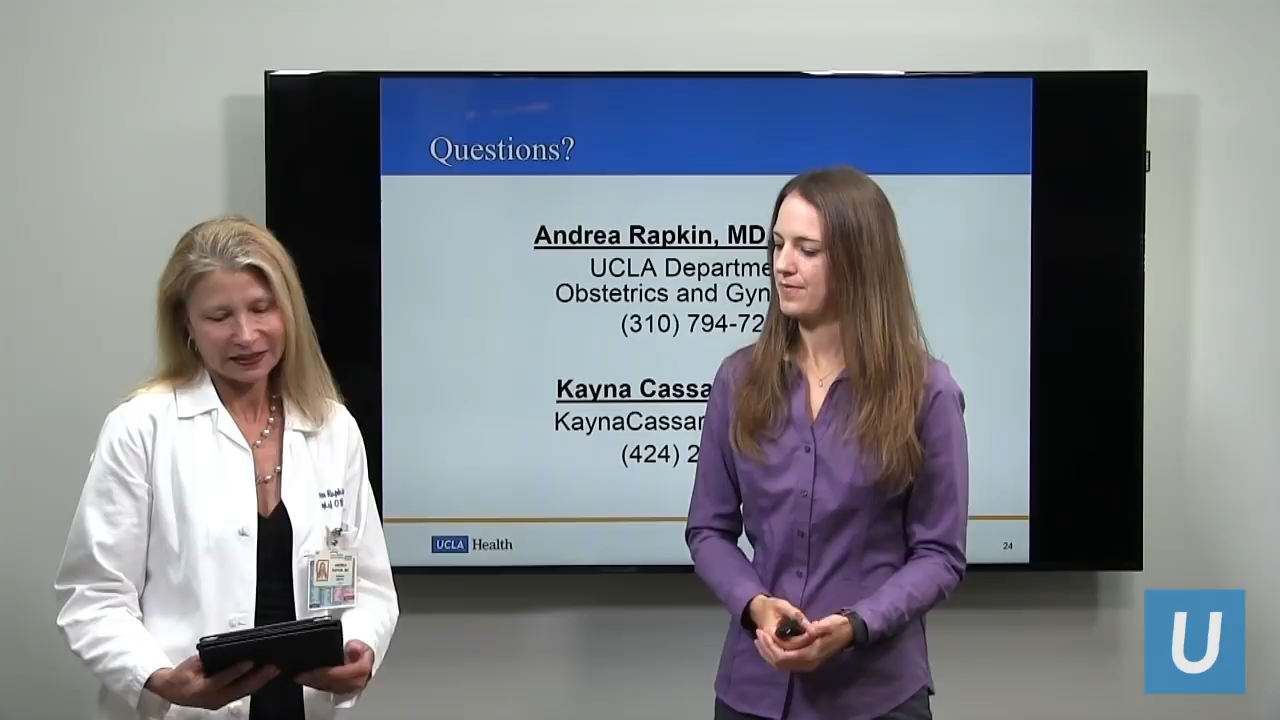 Questions?
Andrea Rapkin, MD
UCLA Departme
Obstetrics and Gyn
(310) 794-72
Kayna Cassa
KaynaCassar
(424) 2
UCLA Health
24
ANDREA
U